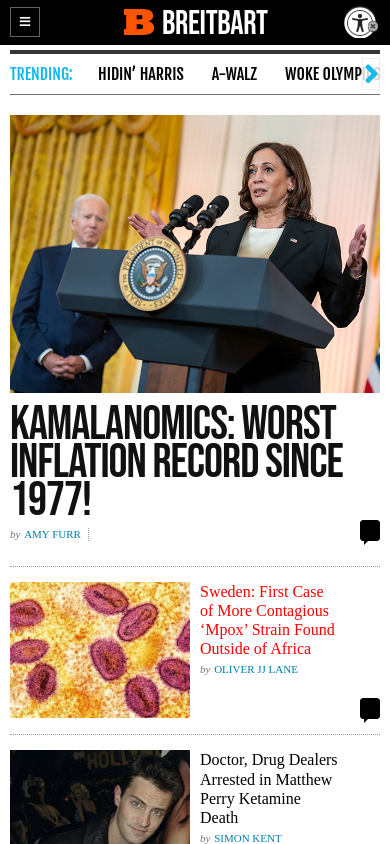 BREITBART
TRENDING:
HIDIN’ HARRIS
A-WALZ
WOKE OLYMP
KAMALANOMICS: WORST
INFLATION RECORD SINCE
1977!
by AMY FURR
Sweden: First Case
of More Contagious
‘Mpox’ Strain Found
Outside of Africa
by OLIVER JJ LANE
Doctor, Drug Dealers
Arrested in Matthew
Perry Ketamine
Death
by SIMON KENT